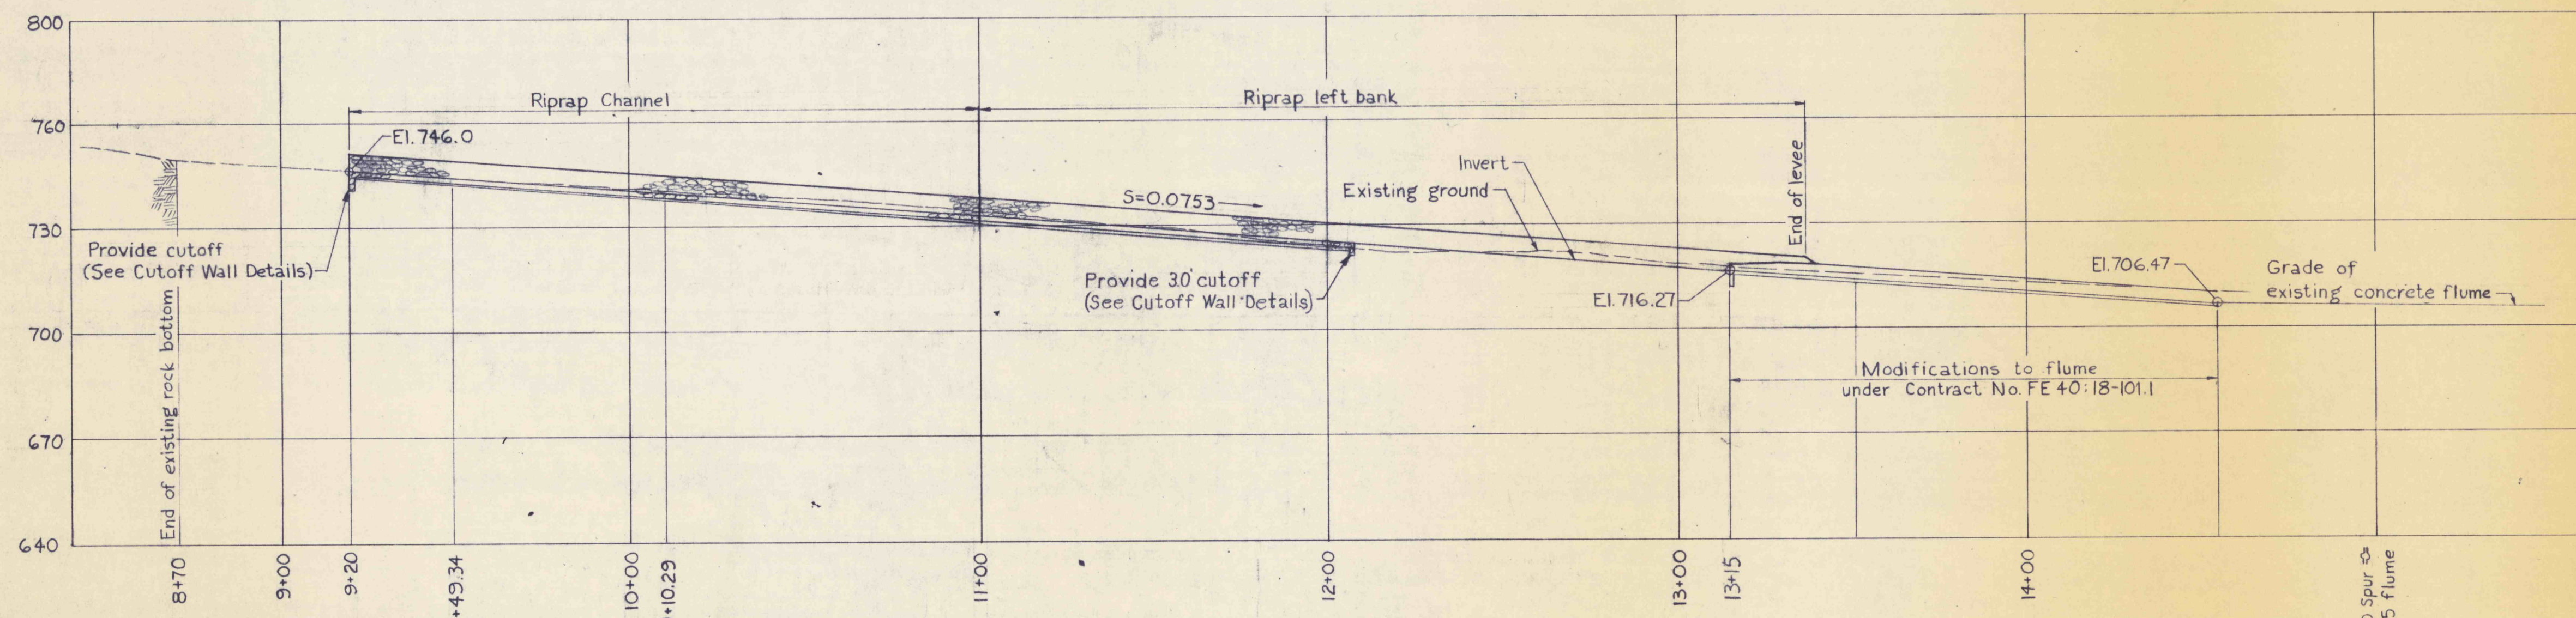 800
760
730
700
670
640
Riprap Channel
Riprap left bank
El. 746.0
S=0.0753
Invert
Existing ground
End of levee
Provide cutoff
(See Cutoff Wall Details)
End of existing rock bottom
Provide 3.0' cutoff
(See Cutoff Wall Details)
El. 716.27
El. 706.47
Grade of
existing concrete flume
Modifications to flume
under Contract No. FE 40:18-101.1
8+70
9+00
9+20
+49.34
10+00
+10.29
11+00
12+00
13+00
13+15
14+00
Spur
5 flume